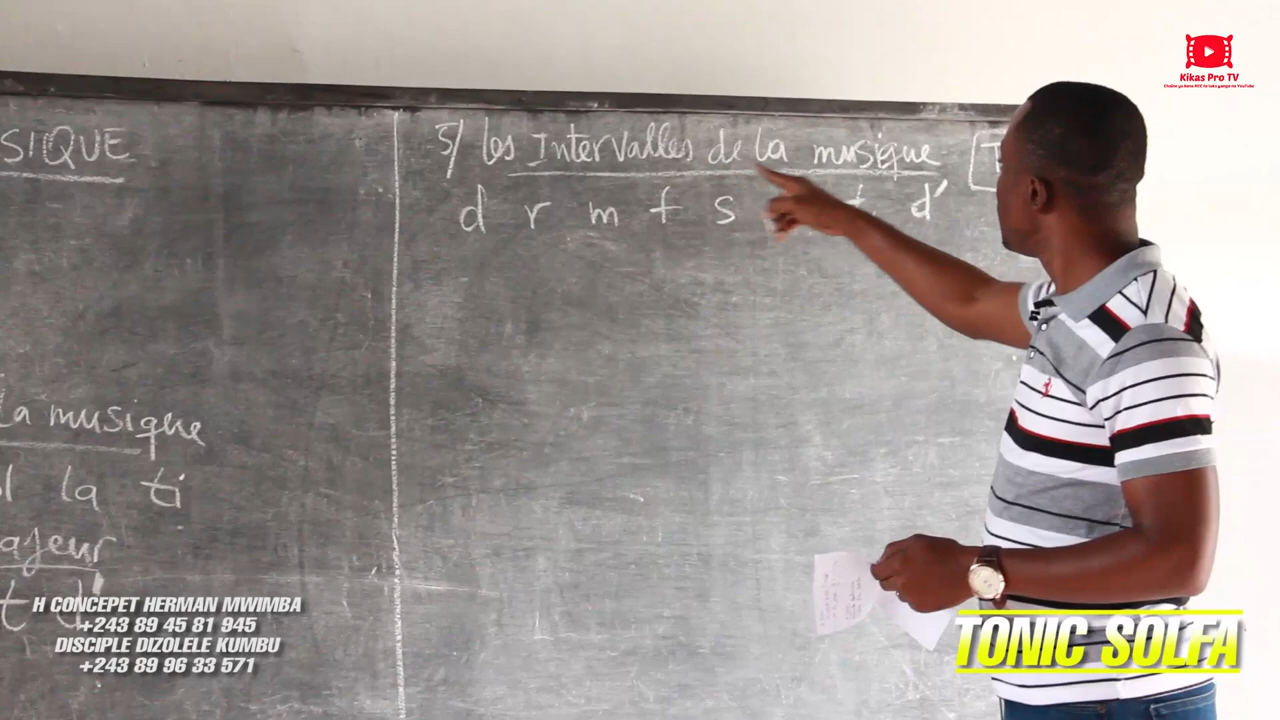 Kikas Pro TV
SIQUE
5/ les Intervalles de la musique
d r m f s t d'
La musique
la ti
ajeur
t d'
H CONCEPET HERMAN MWIMBA
+243 89 45 81 945
DISCIPLE DIZOLELE KUMBU
+243 89 96 33 571
TONIC SOLFA